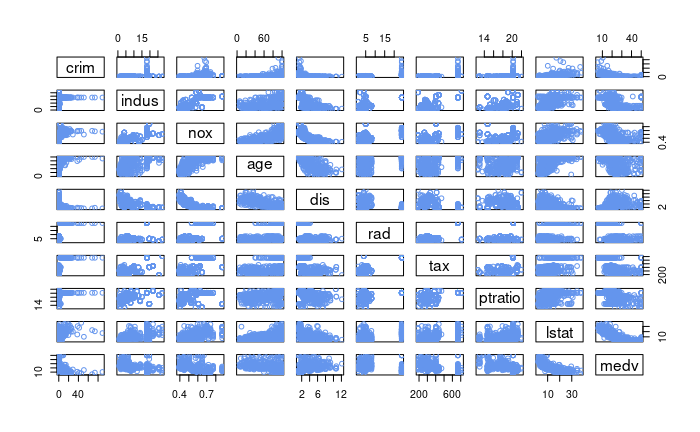 0 15 0 60 5 15 14 20 10 40
crim 0
0 indus
nox 0.4
0 age
dis 2
5 rad
tax 200
14 ptratio
lstat 10
10 medv
0 40 0.4 0.7 2 6 12 200 600 10 30